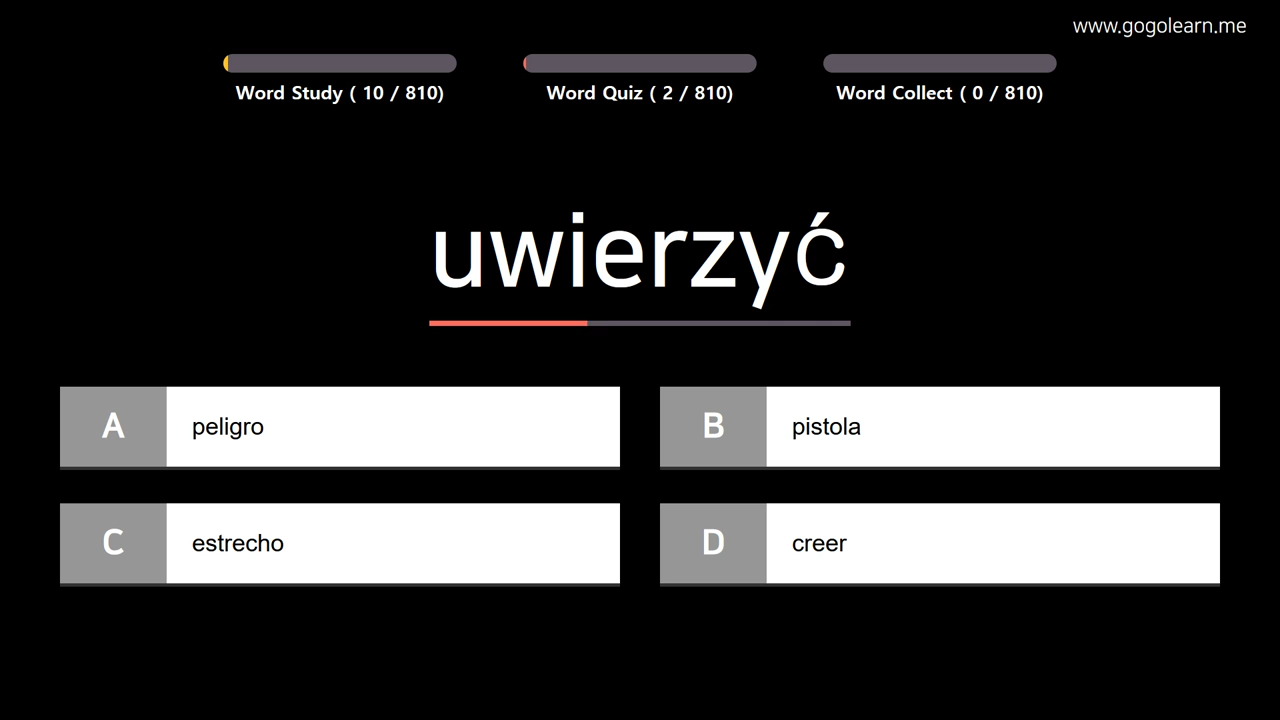 www.gogolearn.me
Word Study ( 10 / 810)
Word Quiz ( 2 / 810)
Word Collect ( 0 / 810)
uwierzyć
A peligro
B pistola
C estrecho
D creer